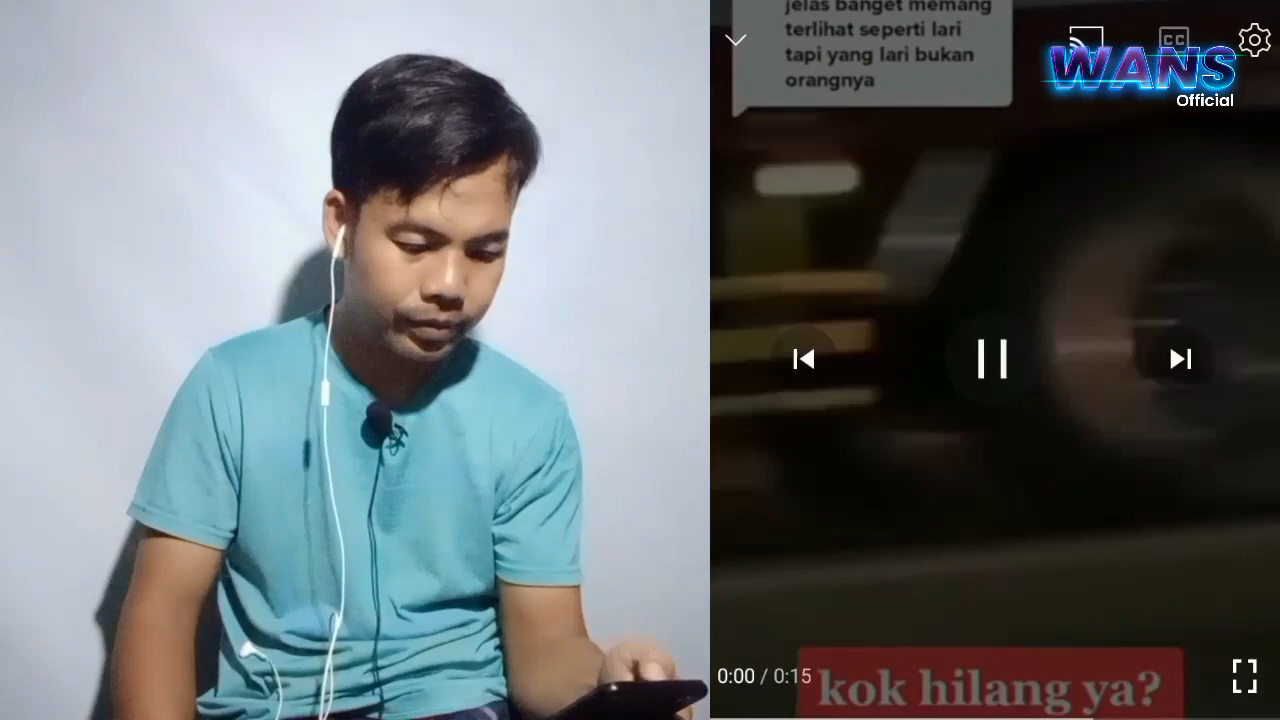 jelas banget memang
terlihat seperti lari
tapi yang lari bukan
orangnya
CC
WANS
Official
0:00 / 0:15
kok hilang ya?